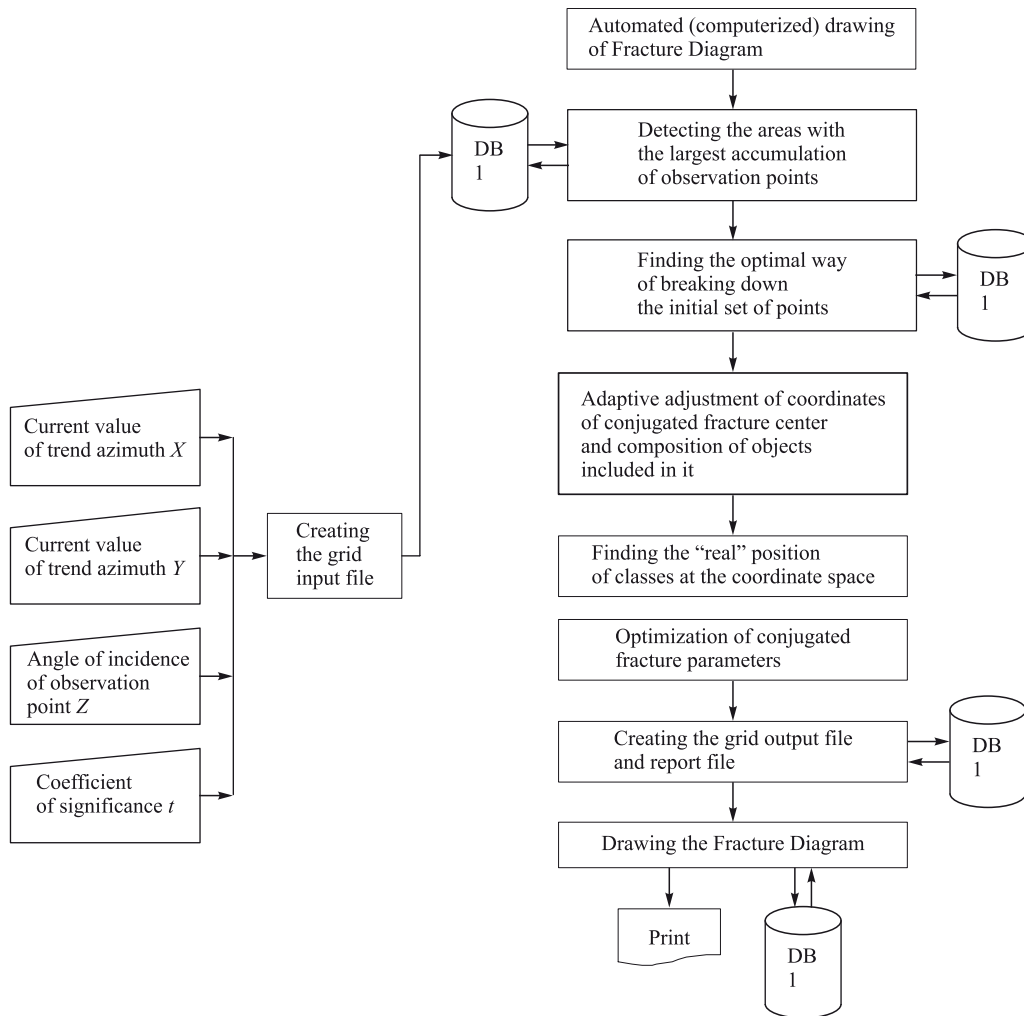 Automated (computerized) drawing
of Fracture Diagram
DB
1
Detecting the areas with
the largest accumulation
of observation points
Finding the optimal way
of breaking down
the initial set of points
DB
1
Adaptive adjustment of coordinates
of conjugated fracture center
and composition of objects
included in it
Current value
of trend azimuth X
Current value
of trend azimuth Y
Angle of incidence
of observation
point Z
Coefficient
of significance t
Creating
the grid
input file
Finding the “real” position
of classes at the coordinate space
Optimization of conjugated
fracture parameters
Creating the grid output file
and report file
DB
1
Drawing the Fracture Diagram
Print
DB
1